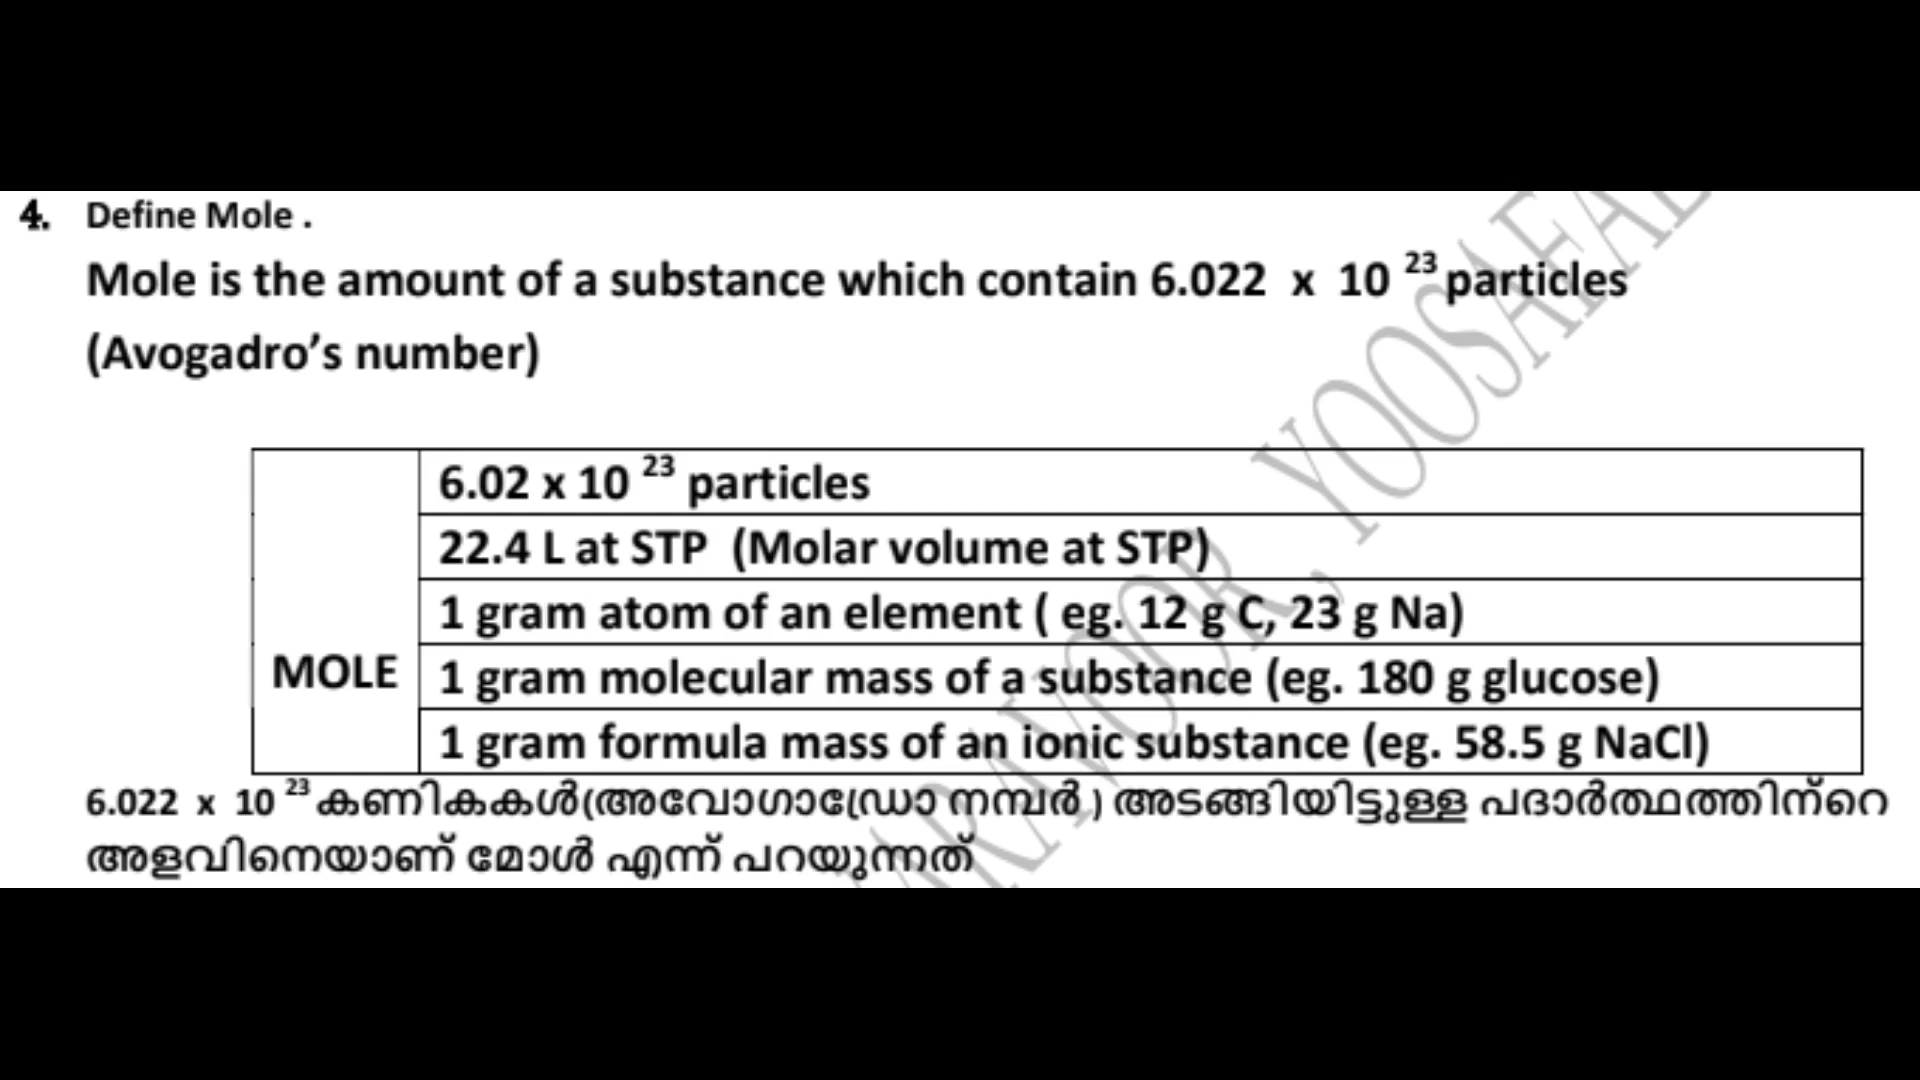 4. Define Mole .
Mole is the amount of a substance which contain 6.022 x 10 ²³ particles
(Avogadro’s number)
6.02 x 10 ²³ particles
22.4 L at STP (Molar volume at STP)
1 gram atom of an element ( eg. 12 g C, 23 g Na)
MOLE
1 gram molecular mass of a substance (eg. 180 g glucose)
1 gram formula mass of an ionic substance (eg. 58.5 g NaCl)
6.022 x 10 ²³ കണികകൾ(അവോഗാഡ്രോ നമ്പർ ) അടങ്ങിയിട്ടുള്ള പദാർത്ഥത്തിന്റെ
അളവിനെയാണ് മോൾ എന്ന് പറയുന്നത്